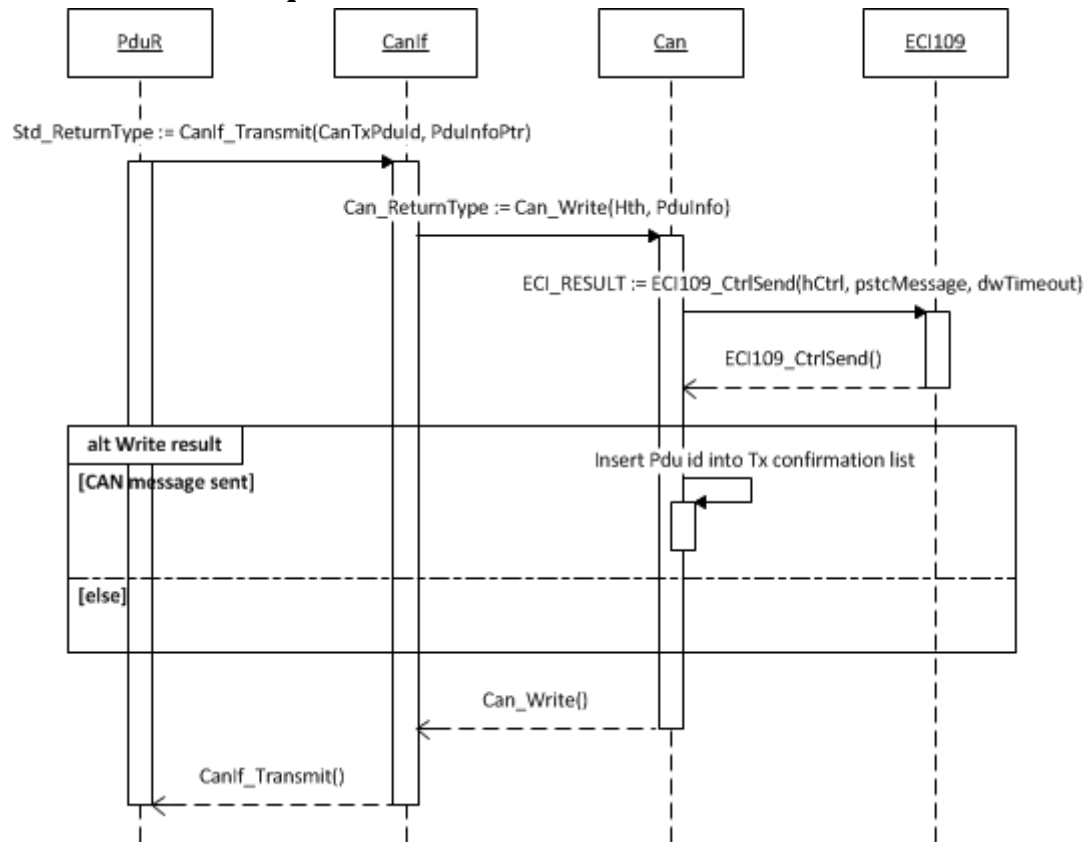 PduR
CanIf
Can
ECI109
Std_ReturnType := CanIf_Transmit(CanTxPduId, PduInfoPtr)
Can_ReturnType := Can_Write(Hth, PduInfo)
ECI_RESULT := ECI109_CtrlSend(hCtrl, pstcMessage, dwTimeout)
ECI109_CtrlSend()
alt Write result
Insert Pdu id into Tx confirmation list
[CAN message sent]
[else]
Can_Write()
CanIf_Transmit()